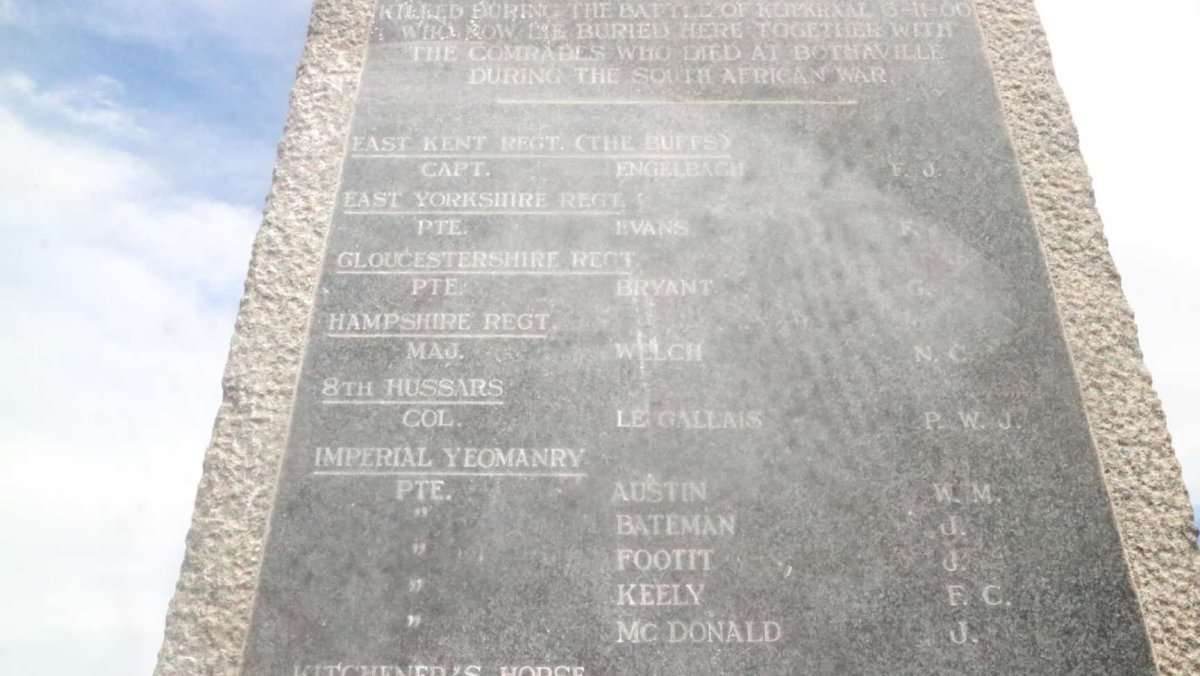 KILLED DURING THE BATTLE OF KLIPKRAAL 6-11-00
WHO NOW LIE BURIED HERE TOGETHER WITH
THE COMRADES WHO DIED AT BOTHAVILLE
DURING THE SOUTH AFRICAN WAR.
EAST KENT REGT. (THE BUFFS)
CAPT. ENGELBACH F. J.
EAST YORKSHIRE REGT.
PTE. EVANS F.
GLOUCESTERSHIRE REGT.
PTE. BRYANT G.
HAMPSHIRE REGT.
MAJ. WELCH N. C.
8TH HUSSARS
COL. LE GALLAIS P. W. J.
IMPERIAL YEOMANRY
PTE. AUSTIN W. M.
" BATEMAN J.
" FOOTIT J.
" KEELY F. C.
" MC DONALD J.
KITCHENER'S HORSE